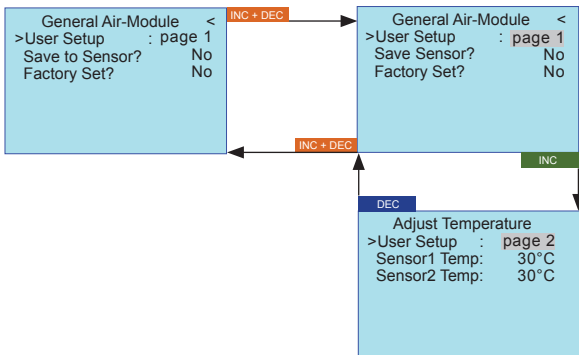 General Air-Module <
>User Setup : page 1
Save to Sensor? No
Factory Set? No
INC + DEC
General Air-Module <
>User Setup : page 1
Save Sensor? No
Factory Set? No
INC + DEC
INC
DEC
Adjust Temperature
>User Setup : page 2
Sensor1 Temp: 30°C
Sensor2 Temp: 30°C